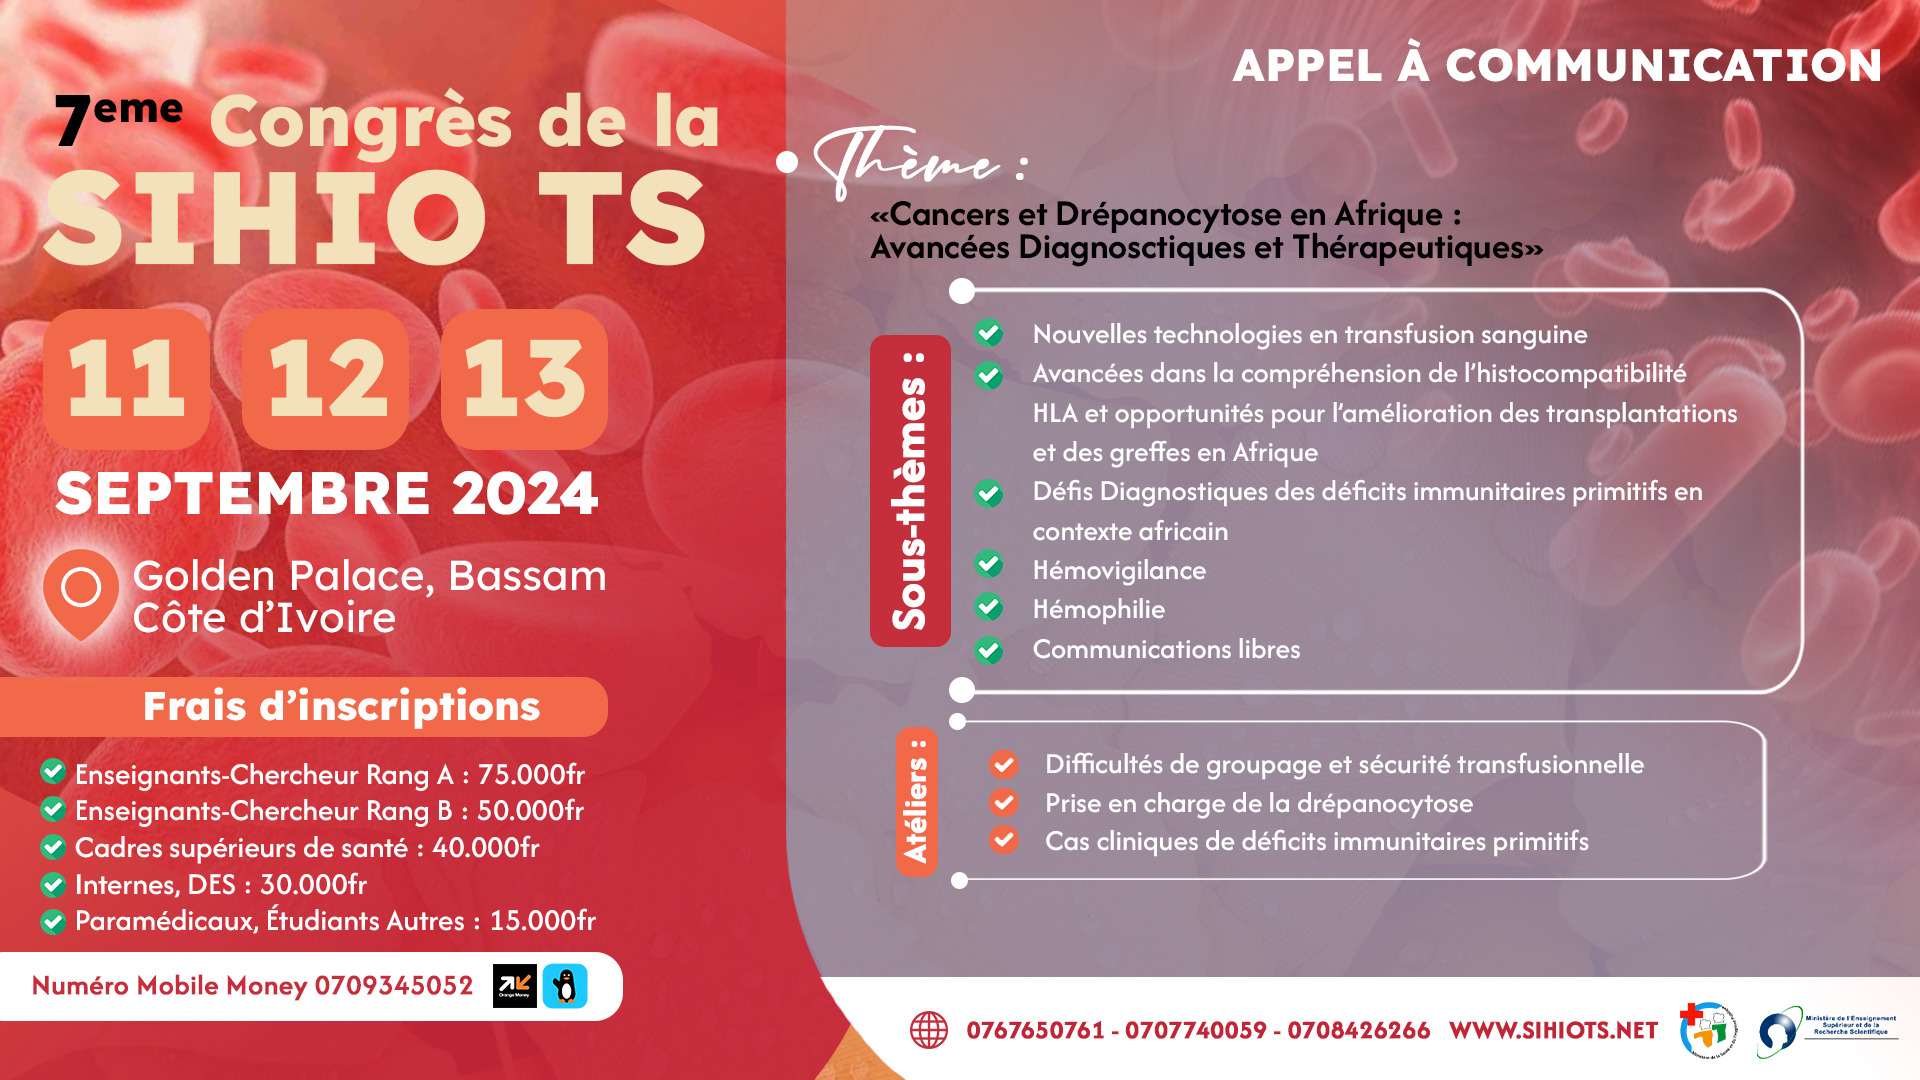 7eme Congrès de la
SIHIO TS
11 12 13
SEPTEMBRE 2024
Golden Palace, Bassam
Côte d’Ivoire
Frais d’inscriptions
Enseignants-Chercheur Rang A : 75.000fr
Enseignants-Chercheur Rang B : 50.000fr
Cadres supérieurs de santé : 40.000fr
Internes, DES : 30.000fr
Paramédicaux, Étudiants Autres : 15.000fr
Numéro Mobile Money 0709345052
Orange Money
APPEL À COMMUNICATION
Thème :
«Cancers et Drépanocytose en Afrique :
Avancées Diagnosctiques et Thérapeutiques»
Sous-thèmes :
Nouvelles technologies en transfusion sanguine
Avancées dans la compréhension de l’histocompatibilité
HLA et opportunités pour l’amélioration des transplantations
et des greffes en Afrique
Défis Diagnostiques des déficits immunitaires primitifs en
contexte africain
Hémovigilance
Hémophilie
Communications libres
Atéliers :
Difficultés de groupage et sécurité transfusionnelle
Prise en charge de la drépanocytose
Cas cliniques de déficits immunitaires primitifs
0767650761 - 0707740059 - 0708426266 WWW.SIHIOTS.NET
Ministère de l’Enseignement
Supérieur et de la
Recherche Scientifique